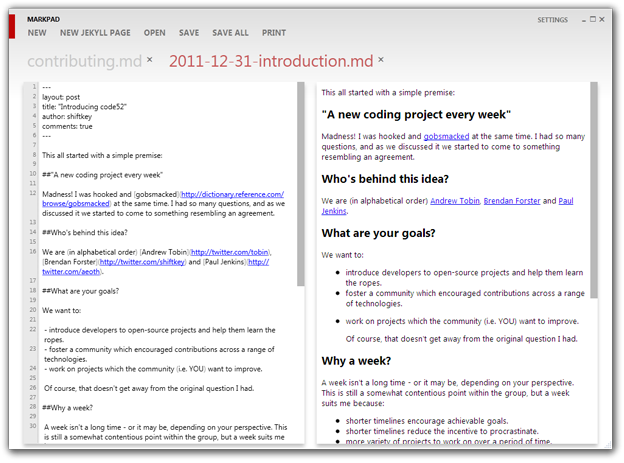 MARKPAD
SETTINGS
NEW NEW JEKYLL PAGE OPEN SAVE SAVE ALL PRINT
contributing.md × 2011-12-31-introduction.md ×
1 ---
2 layout: post
3 title: "Introducing code52"
4 author: shiftkey
5 comments: true
6 ---
7
8 This all started with a simple premise:
9
10 ##"A new coding project every week"
11
12 Madness! I was hooked and [gobsmacked](http://dictionary.reference.com/
browse/gobsmacked) at the same time. I had so many questions, and as we
discussed it we started to come to something resembling an agreement.
13
14 ##Who's behind this idea?
15
16 We are (in alphabetical order) [Andrew Tobin](http://twitter.com/tobin),
[Brendan Forster](http://twitter.com/shiftkey) and [Paul Jenkins](http://
twitter.com/aeoth).
17
18 ##What are your goals?
19
20 We want to:
21
22 - introduce developers to open-source projects and help them learn the
ropes.
23 - foster a community which encouraged contributions across a range of
technologies.
24 - work on projects which the community (i.e. YOU) want to improve.
25
26 Of course, that doesn't get away from the original question I had.
27
28 ##Why a week?
29
30 A week isn't a long time - or it may be, depending on your perspective. This
is still a somewhat contentious point within the group, but a week suits me
This all started with a simple premise:
"A new coding project every week"
Madness! I was hooked and gobsmacked at the same time. I had so many
questions, and as we discussed it we started to come to something
resembling an agreement.
Who's behind this idea?
We are (in alphabetical order) Andrew Tobin, Brendan Forster and Paul
Jenkins.
What are your goals?
We want to:
• introduce developers to open-source projects and help them learn
the ropes.
• foster a community which encouraged contributions across a range
of technologies.
• work on projects which the community (i.e. YOU) want to improve.
Of course, that doesn't get away from the original question I had.
Why a week?
A week isn't a long time - or it may be, depending on your perspective.
This is still a somewhat contentious point within the group, but a week
suits me because:
• shorter timelines encourage achievable goals.
• shorter timelines reduce the incentive to procrastinate.
• more variety of projects to work on over a period of time.